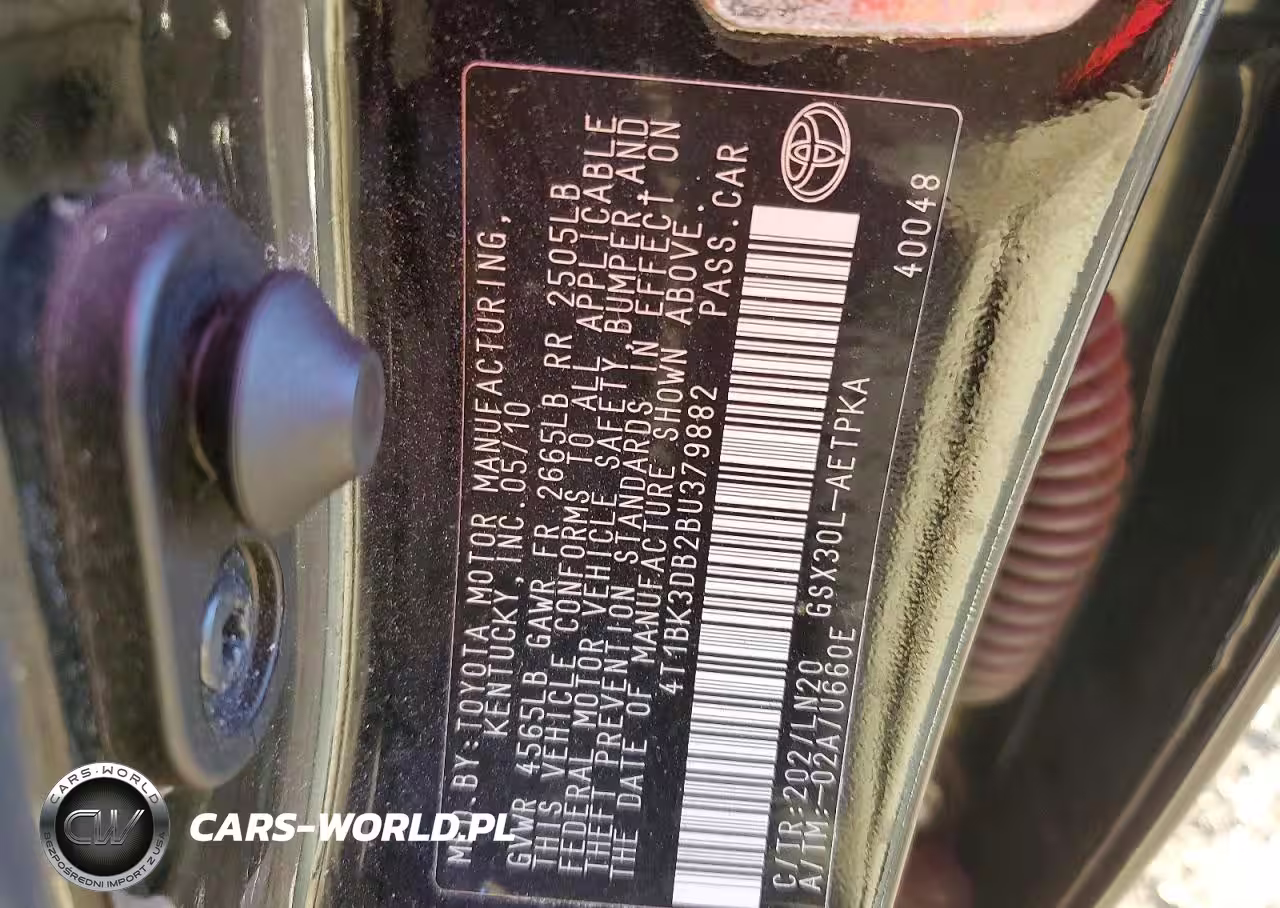 MFD.BY:TOYOTA MOTOR MANUFACTURING,
KENTUCKY,INC.05/10
GVWR 4565LB GAWR FR 2665LB RR 2505LB
THIS VEHICLE CONFORMS TO ALL APPLICABLE
FEDERAL MOTOR VEHICLE SAFETY,BUMPER,AND
THEFT PREVENTION STANDARDS IN EFFECT ON
THE DATE OF MANUFACTURE SHOWN ABOVE.
4T1BK3DB2BU379882 PASS.CAR
C/TR:202/LN20 GSX30L-AETPKA
A/TM:-02A/U660E
40048
CARS-WORLD
CW
BEZPOŚREDNI IMPORT Z USA
CARS-WORLD.PL